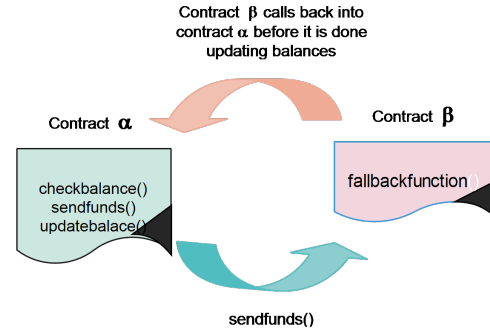 Contract β calls back into
contract α before it is done
updating balances
Contract α
Contract β
checkbalance()
sendfunds()
updatebalace()
fallbackfunction()
sendfunds()